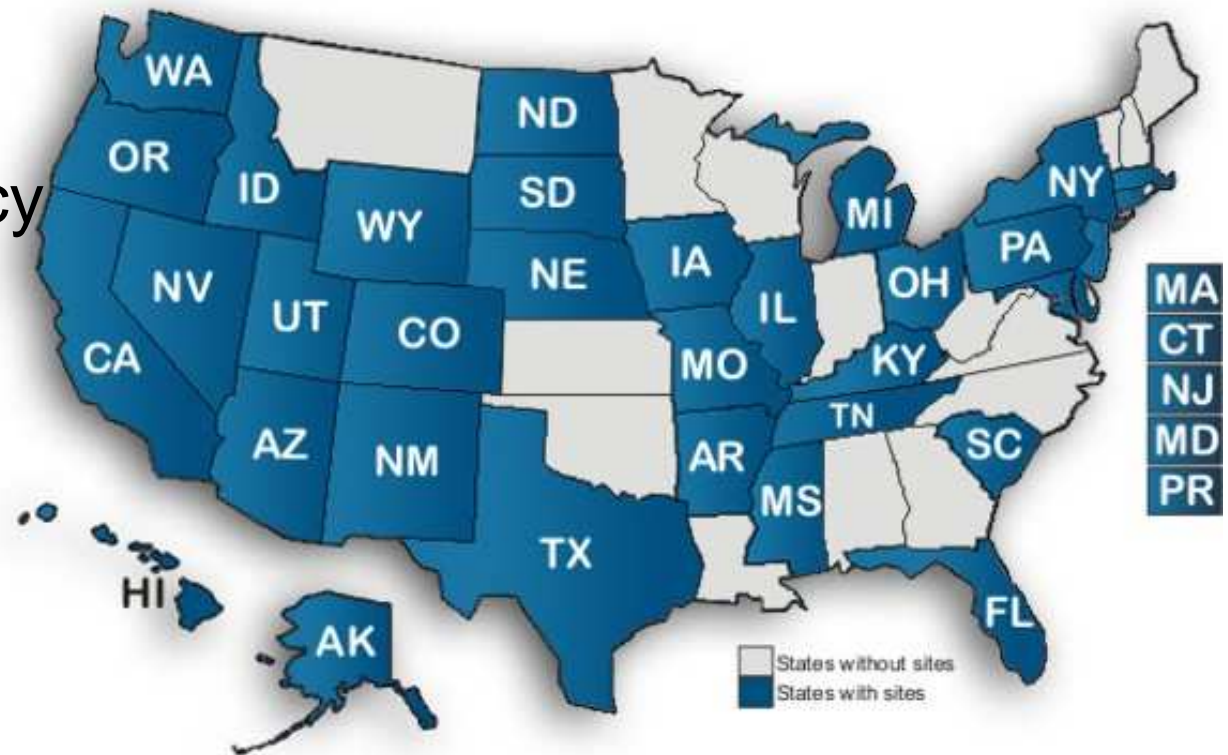 WA
ND
OR
cy
ID
SD
NY
WY
MI
PA
IA
NE
OH
NV
MA
UT
IL
CO
CT
CA
KY
MO
NJ
TN
AZ
SC
MD
NM
AR
PR
MS
TX
HI
FL
AK
States without sites
States with sites